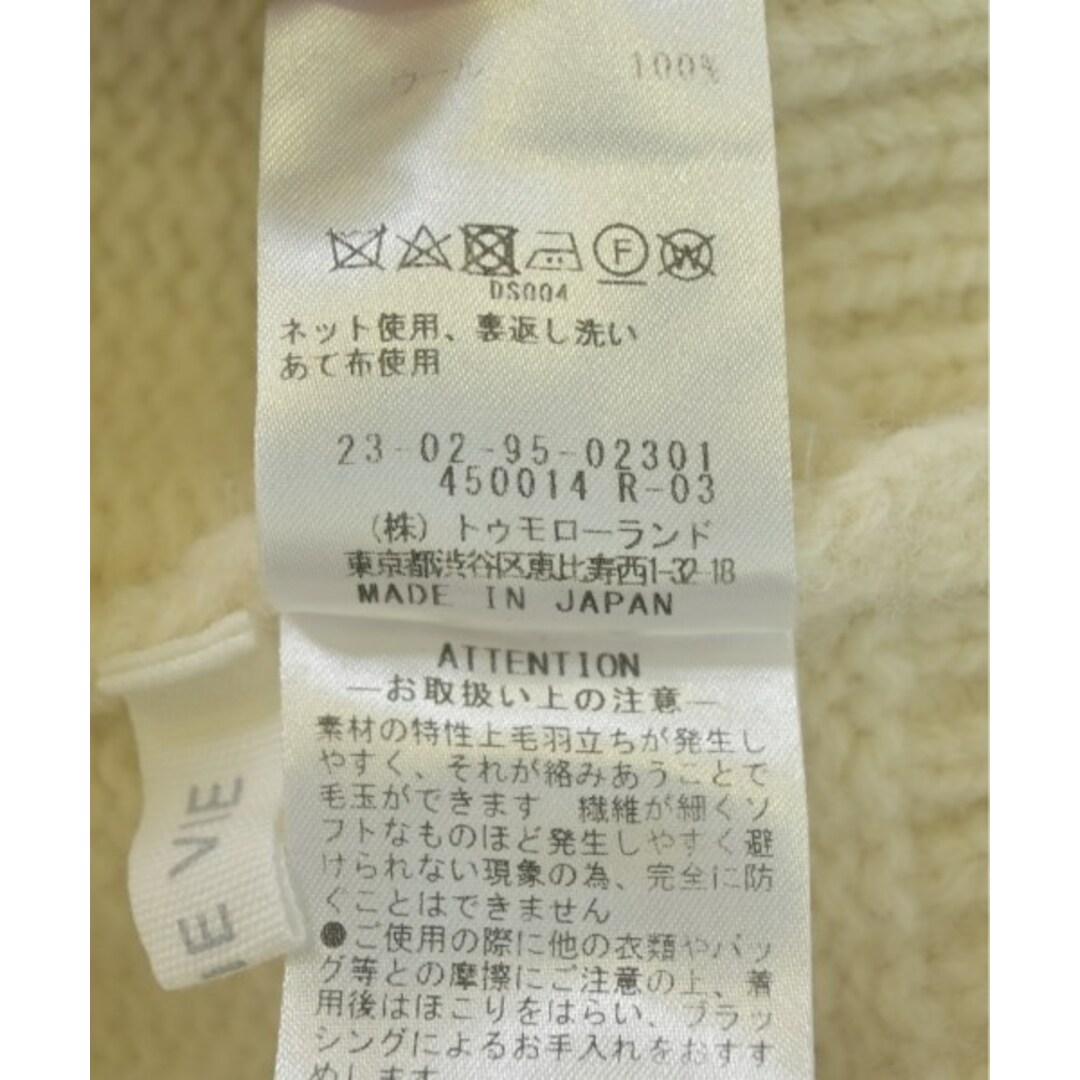 ウール 100%
F W
DS004
ネット使用、裏返し洗い
あて布使用
23-02-95-02301
450014 R-03
(株) トゥモローランド
東京都渋谷区恵比寿西1-32-18
MADE IN JAPAN
ATTENTION
―お取扱い上の注意―
素材の特性上毛羽立ちが発生し
やすく、それが絡みあうことで
毛玉ができます 繊維が細くソ
フトなものほど発生しやすく避
けられない現象の為、完全に防
ぐことはできません
●ご使用の際に他の衣類やバッ
グ等との摩擦にご注意の上、着
用後はほこりをはらい、ブラッ
シングによるお手入れをおすす
めします
E VIE